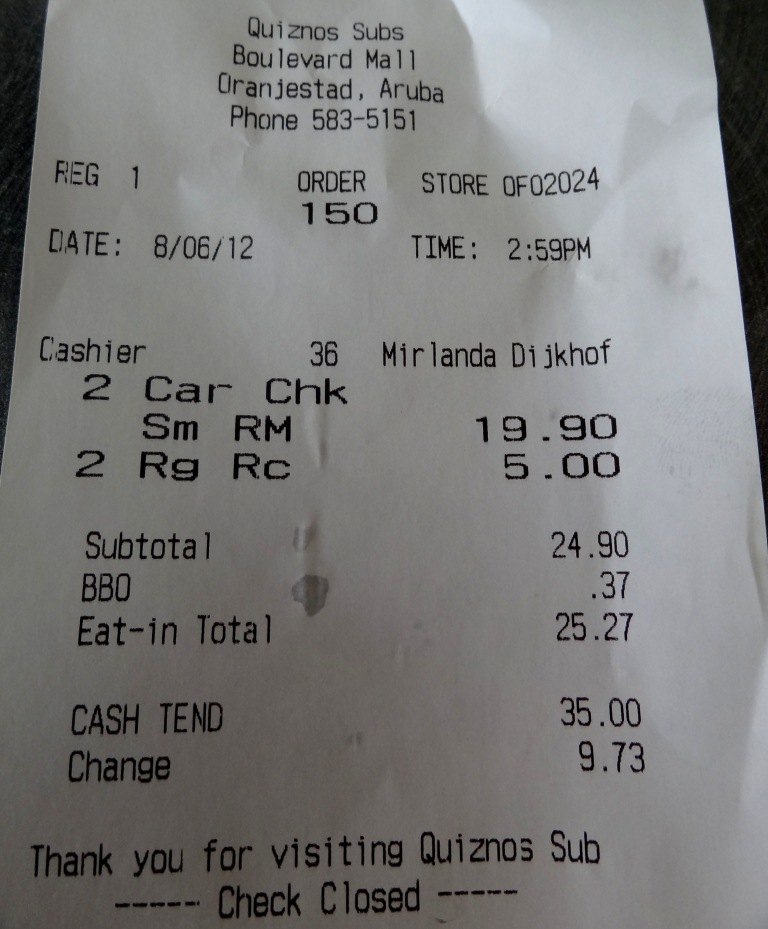 Quiznos Subs
Boulevard Mall
Oranjestad, Aruba
Phone 583-5151
REG 1 ORDER STORE OFO2024
150
DATE: 8/06/12 TIME: 2:59PM
Cashier 36 Mirlanda Dijkhof
2 Car Chk
Sm RM 19.90
2 Rg Rc 5.00
Subtotal 24.90
BBO .37
Eat-in Total 25.27
CASH TEND 35.00
Change 9.73
Thank you for visiting Quiznos Sub
----- Check Closed -----